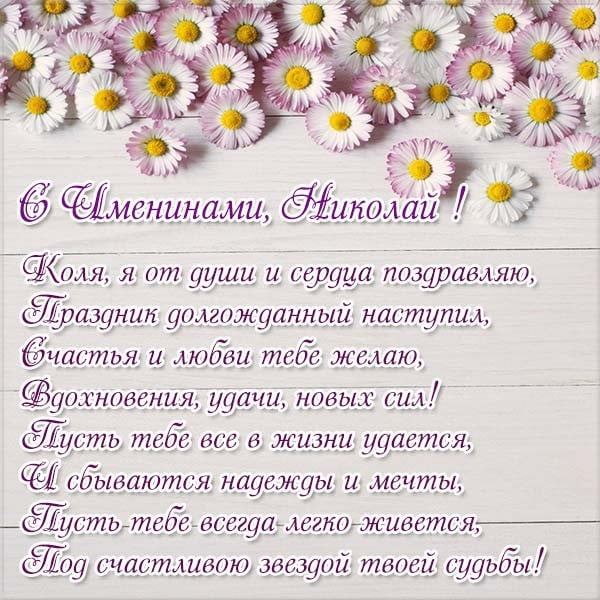 С Именинами, Николай !
Коля, я от души и сердца поздравляю,
Праздник долгожданный наступил,
Счастья и любви тебе желаю,
Вдохновения, удачи, новых сил!
Пусть тебе все в жизни удается,
И сбываются надежды и мечты,
Пусть тебе всегда легко живется,
Под счастливою звездой твоей судьбы!